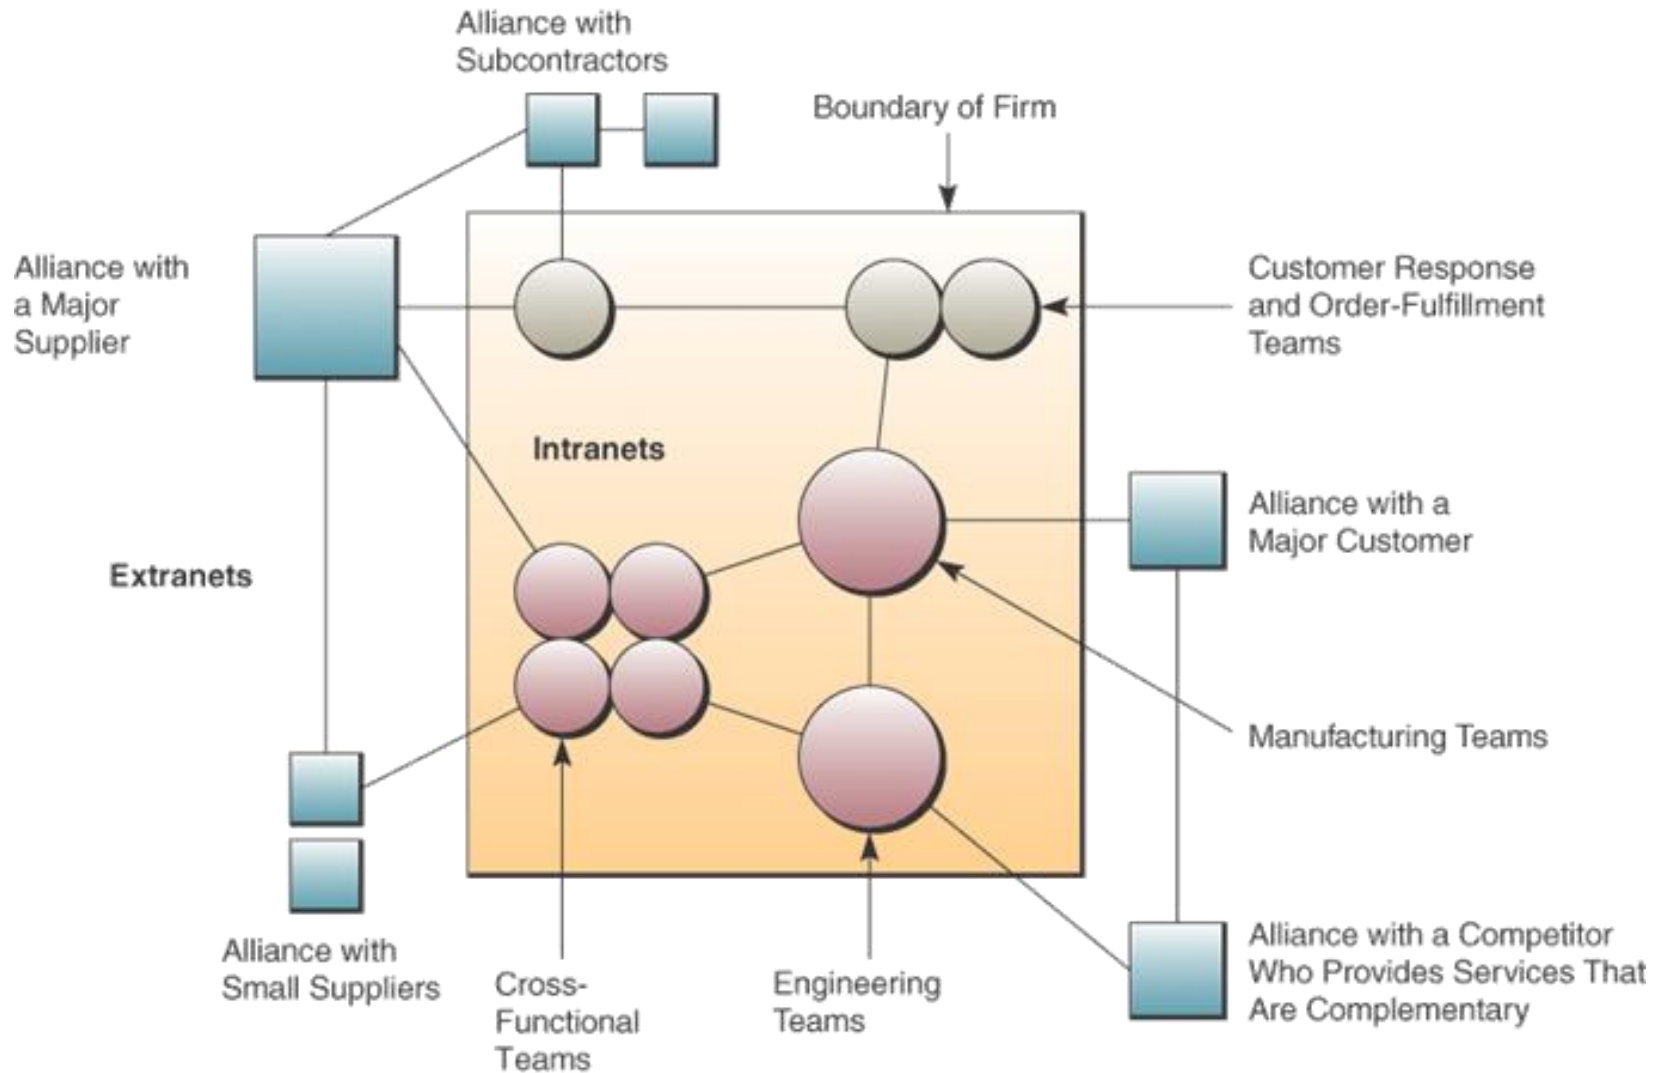 Alliance with
Subcontractors
Boundary of Firm
Alliance with
a Major
Supplier
Customer Response
and Order-Fulfillment
Teams
Intranets
Alliance with a
Major Customer
Extranets
Manufacturing Teams
Alliance with
Small Suppliers
Cross-
Functional
Teams
Engineering
Teams
Alliance with a Competitor
Who Provides Services That
Are Complementary